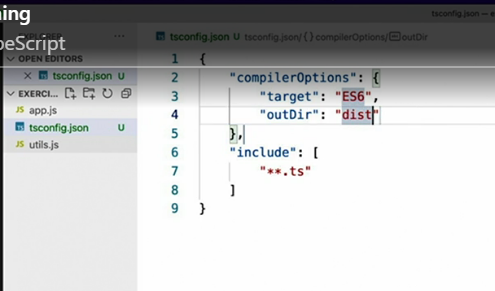 ning
tsconfig.json — e
peScript
tsconfig.json U tsconfig.json/{ } compilerOptions/ outDir
OPEN EDITORS
tsconfig.json U
EXERCI...
app.js
tsconfig.json U
utils.js
1 {
2 "compilerOptions": {
3 "target": "ES6",
4 "outDir": "dist"
5 },
6 "include": [
7 "**.ts"
8 ]
9 }